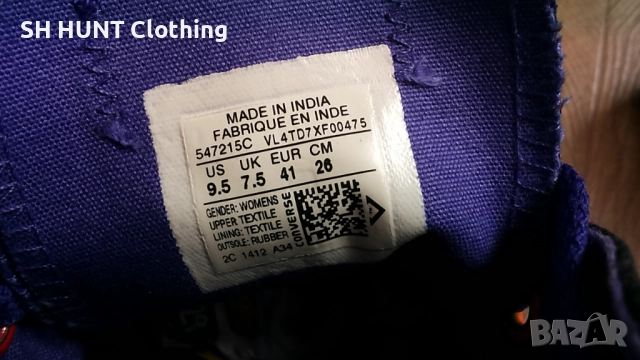 SH HUNT Clothing
MADE IN INDIA
FABRIQUE EN INDE
547215C VL4TD7XF00475
US UK EUR CM
9.5 7.5 41 26
GENDER: WOMENS
UPPER TEXTILE
LINING: TEXTILE
OUTSOLE: RUBBER
2C 1412 A34
CONVERSE
BAZAR